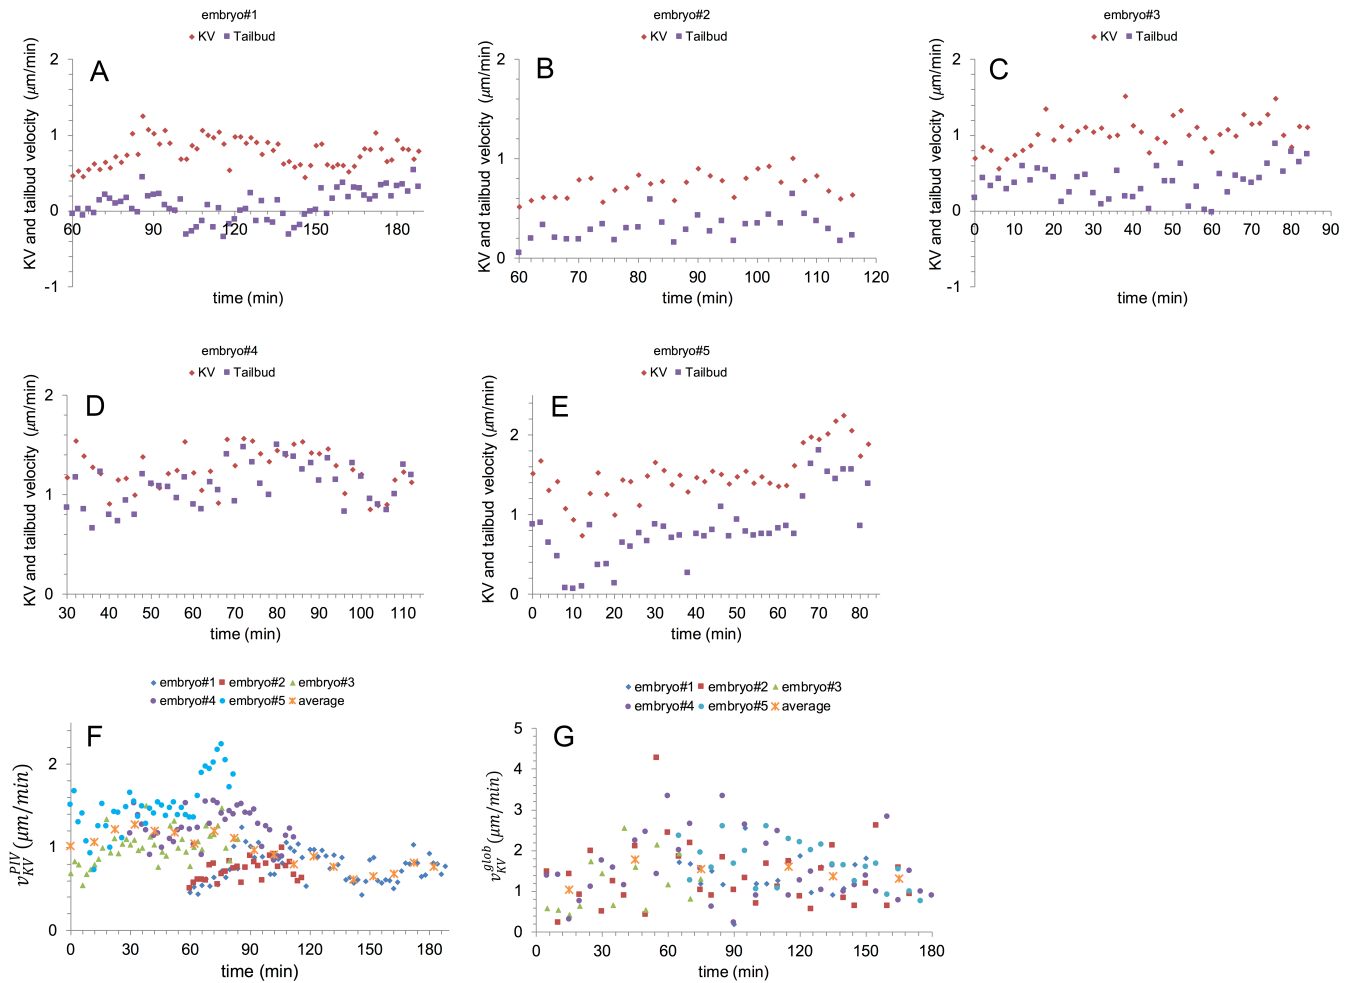 embryo#1
KV Tailbud
A
KV and tailbud velocity (μm/min)
2
1
0
-1
60 90 120 150 180
time (min)
embryo#2
KV Tailbud
B
KV and tailbud velocity (μm/min)
2
1
0
60 70 80 90 100 110 120
time (min)
embryo#3
KV Tailbud
C
KV and tailbud velocity (μm/min)
2
1
0
-1
0 10 20 30 40 50 60 70 80 90
time (min)
embryo#4
KV Tailbud
D
KV and tailbud velocity (μm/min)
2
1
0
30 40 50 60 70 80 90 100 110
time (min)
embryo#5
KV Tailbud
E
KV and tailbud velocity (μm/min)
2
1
0
0 10 20 30 40 50 60 70 80
time (min)
embryo#1 embryo#2 embryo#3
embryo#4 embryo#5 average
F
v_KV^PIV (μm/min)
2
1
0
0 30 60 90 120 150 180
time (min)
embryo#1 embryo#2 embryo#3
embryo#4 embryo#5 average
G
v_KV^glob (μm/min)
5
4
3
2
1
0
0 30 60 90 120 150 180
time (min)